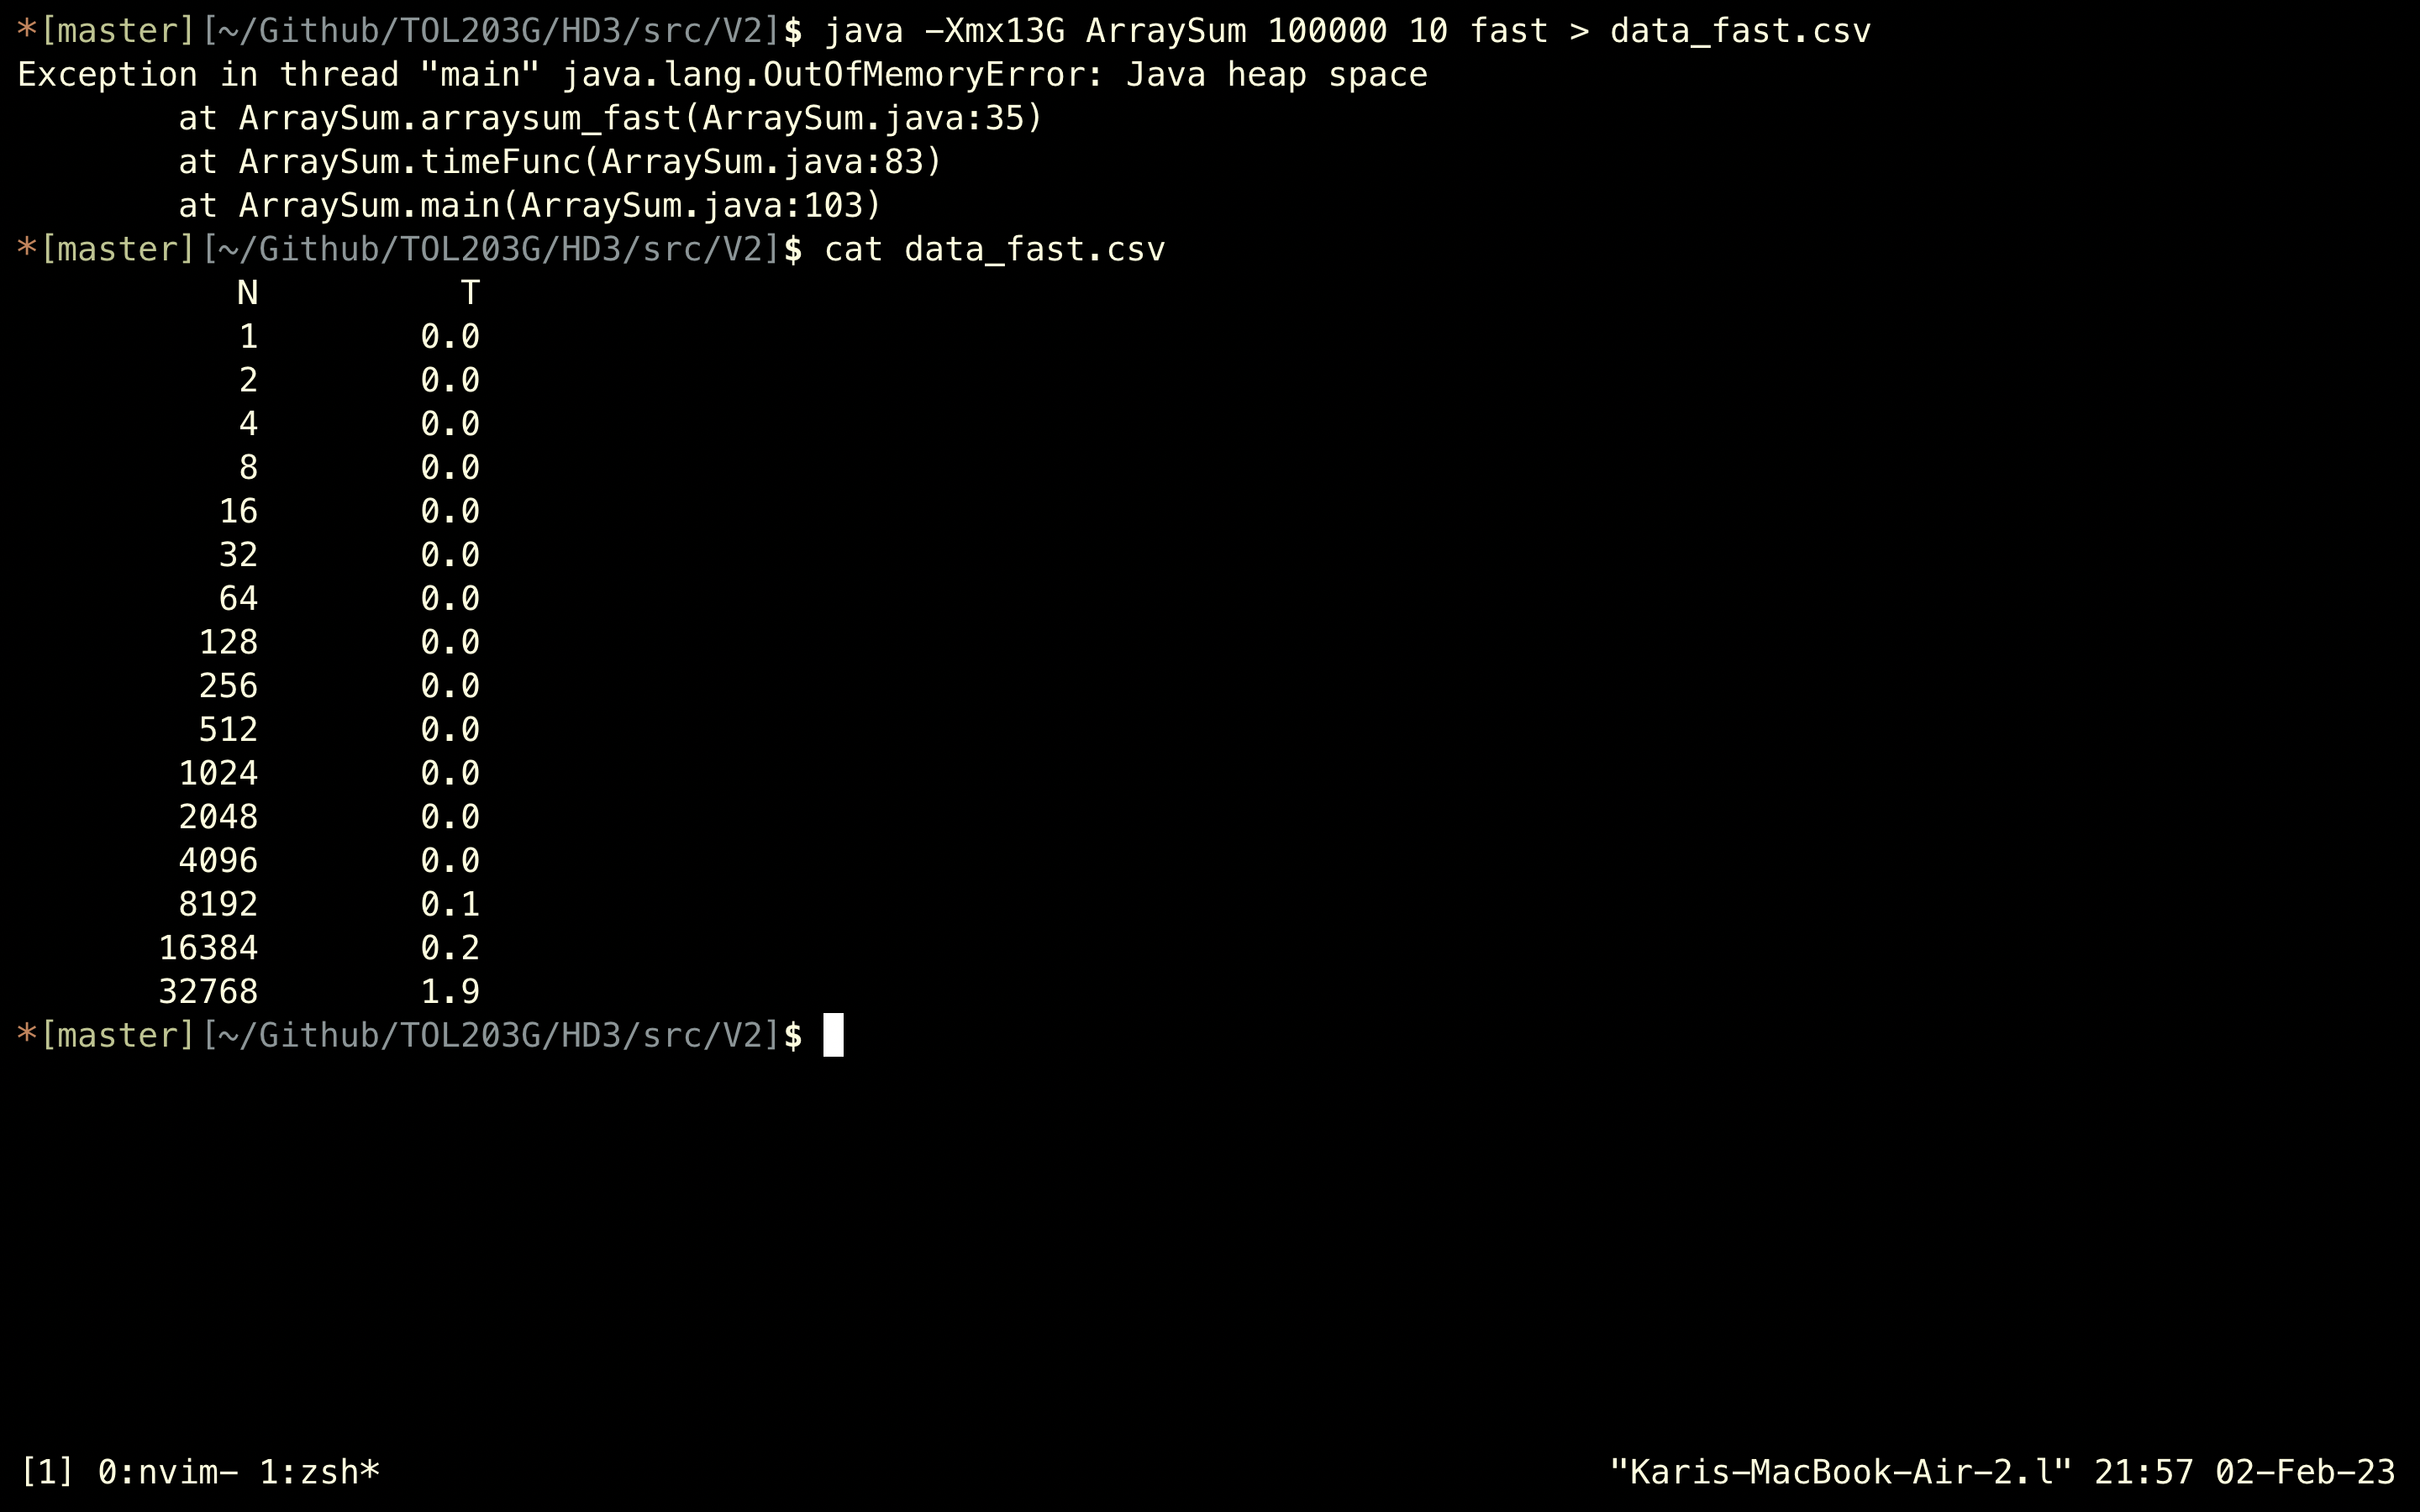 *[master][~/Github/TOL203G/HD3/src/V2]$ java -Xmx13G ArraySum 100000 10 fast > data_fast.csv
Exception in thread "main" java.lang.OutOfMemoryError: Java heap space
        at ArraySum.arraysum_fast(ArraySum.java:35)
        at ArraySum.timeFunc(ArraySum.java:83)
        at ArraySum.main(ArraySum.java:103)
*[master][~/Github/TOL203G/HD3/src/V2]$ cat data_fast.csv
           N          T
           1        0.0
           2        0.0
           4        0.0
           8        0.0
          16        0.0
          32        0.0
          64        0.0
         128        0.0
         256        0.0
         512        0.0
        1024        0.0
        2048        0.0
        4096        0.0
        8192        0.1
       16384        0.2
       32768        1.9
*[master][~/Github/TOL203G/HD3/src/V2]$
[1] 0:nvim- 1:zsh* "Karis-MacBook-Air-2.l" 21:57 02-Feb-23